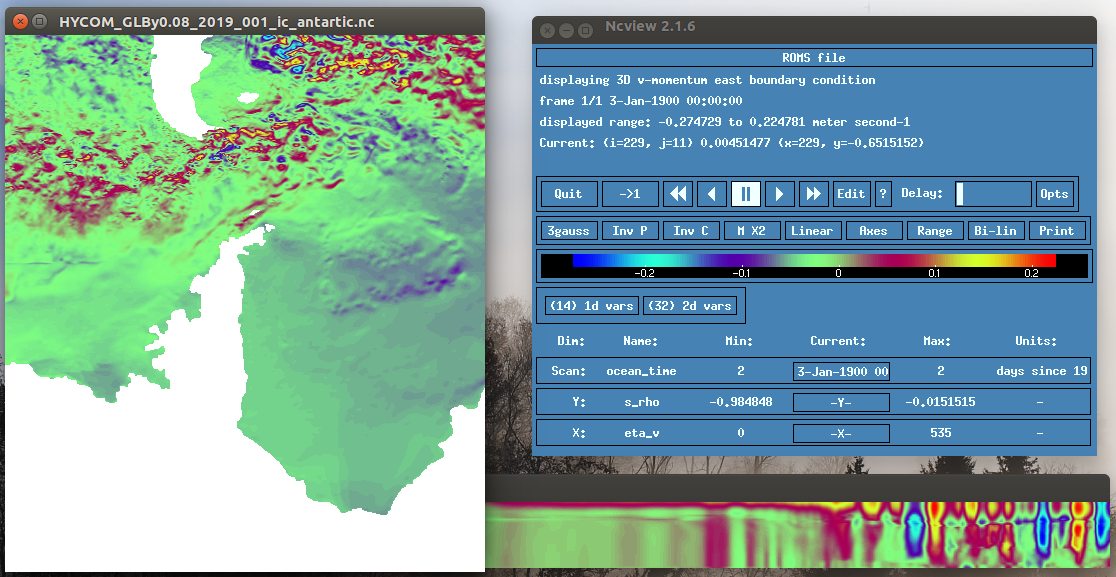 HYCOM_GLBy0.08_2019_001_ic_antartic.nc
Ncview 2.1.6
ROMS file
displaying 3D v-momentum east boundary condition
frame 1/1 3-Jan-1900 00:00:00
displayed range: -0.274729 to 0.224781 meter second-1
Current: (i=229, j=11) 0.00451477 (x=229, y=-0.6515152)
Quit ->1 Edit ? Delay: Opts
3gauss Inv P Inv C M X2 Linear Axes Range Bi-lin Print
-0.2 -0.1 0 0.1 0.2
(14) 1d vars (32) 2d vars
Dim: Name: Min: Current: Max: Units:
Scan: ocean_time 2 3-Jan-1900 00 2 days since 19
Y: s_rho -0.984848 -Y- -0.0151515 -
X: eta_v 0 -X- 535 -